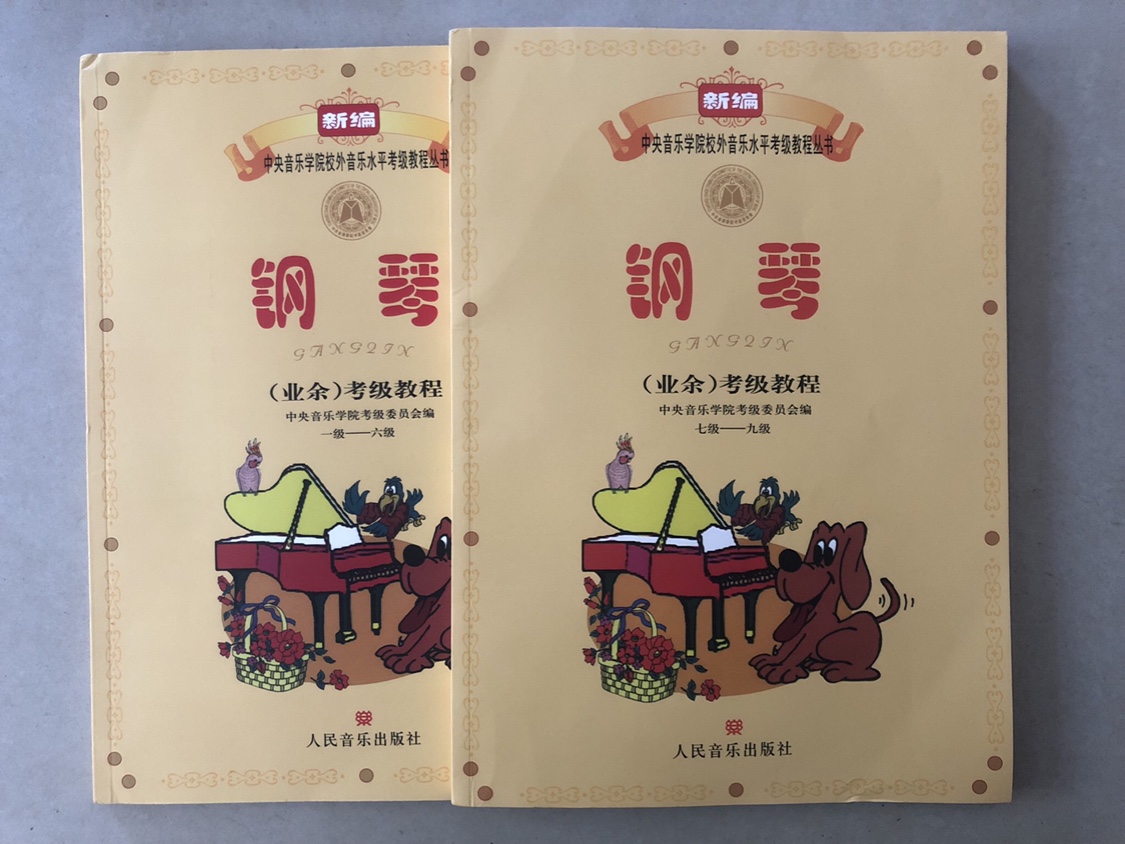 新编
中央音乐学院校外音乐水平考级教程丛书
钢 琴
GANGQIN
（业余）考级教程
中央音乐学院考级委员会编
一级——六级
人民音乐出版社
新编
中央音乐学院校外音乐水平考级教程丛书
钢 琴
GANGQIN
（业余）考级教程
中央音乐学院考级委员会编
七级——九级
人民音乐出版社